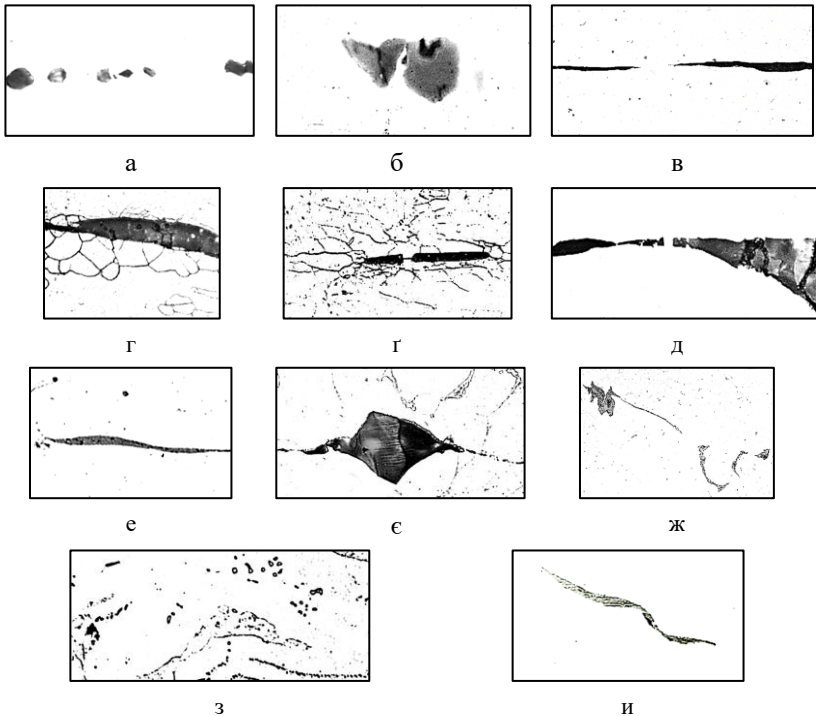 а б в
г ґ д
е є ж
з и